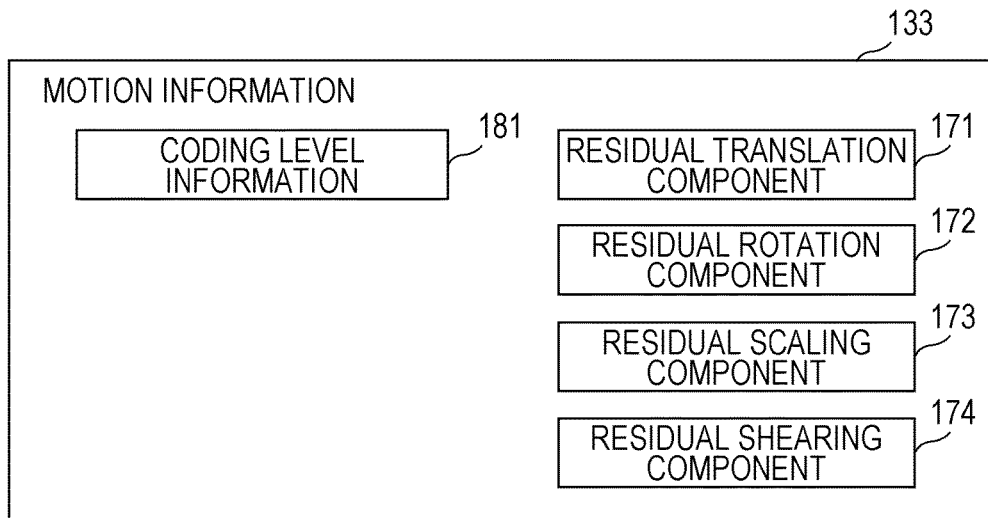 133
MOTION INFORMATION
CODING LEVEL
INFORMATION
181
RESIDUAL TRANSLATION
COMPONENT
171
RESIDUAL ROTATION
COMPONENT
172
RESIDUAL SCALING
COMPONENT
173
RESIDUAL SHEARING
COMPONENT
174